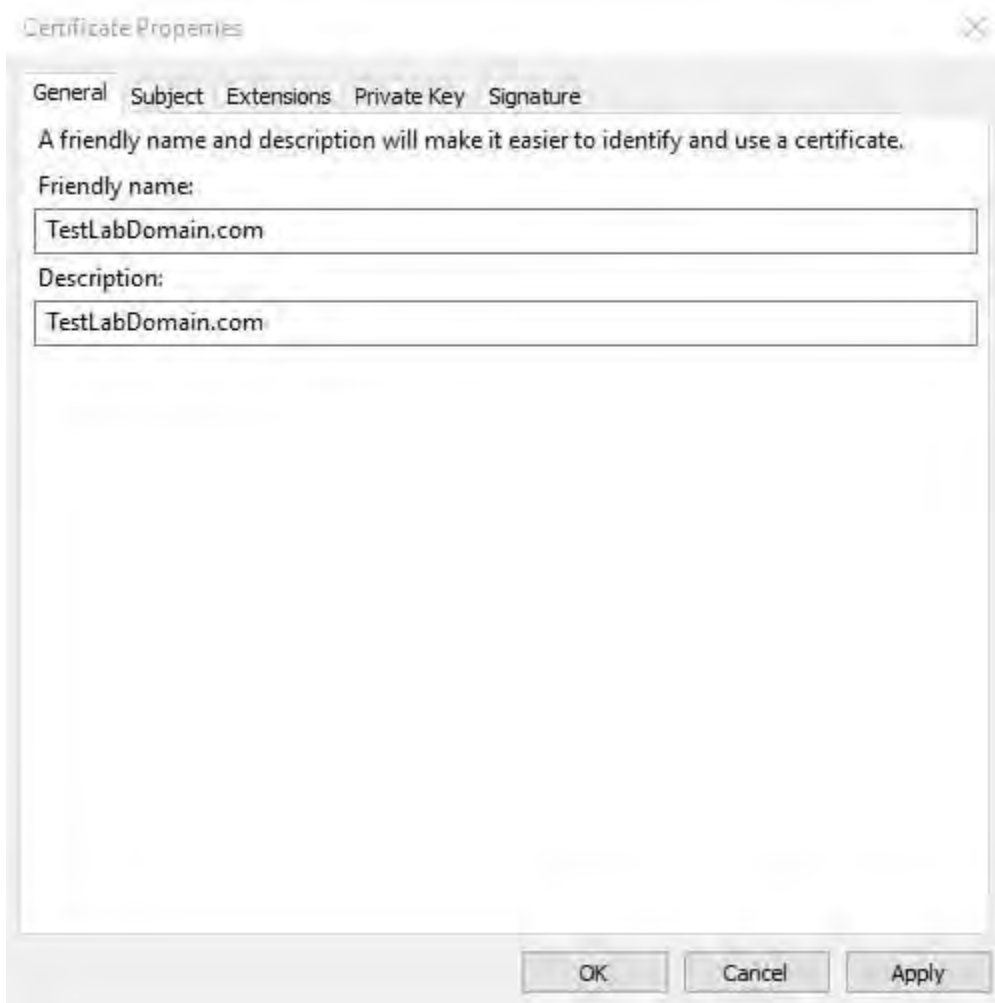 Certificate Properties
General Subject Extensions Private Key Signature
A friendly name and description will make it easier to identify and use a certificate.
Friendly name:
TestLabDomain.com
Description:
TestLabDomain.com
OK Cancel Apply